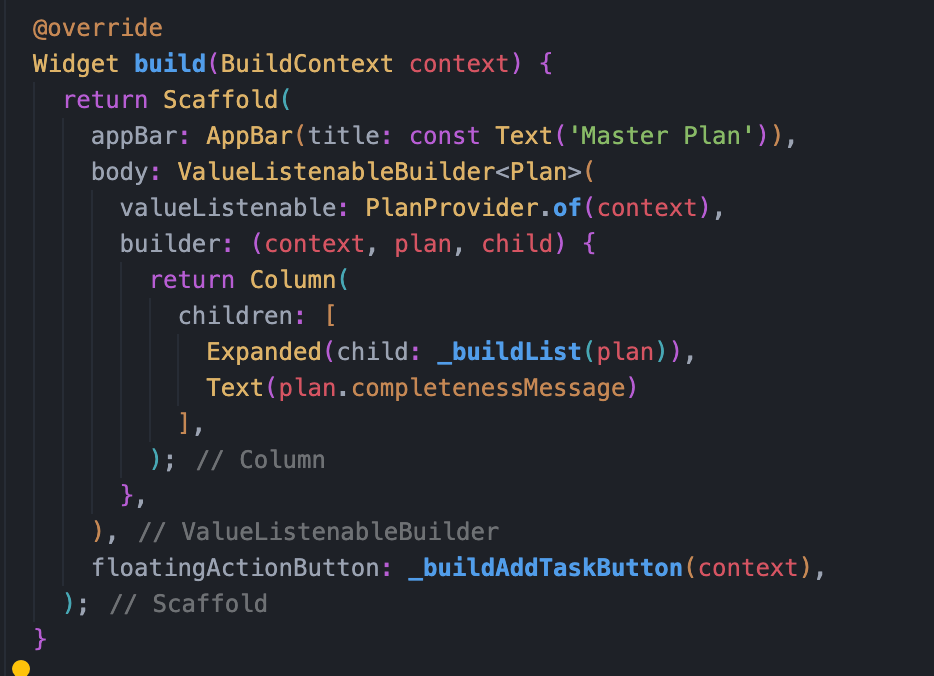 @override
Widget build(BuildContext context) {
  return Scaffold(
    appBar: AppBar(title: const Text('Master Plan')),
    body: ValueListenableBuilder<Plan>(
      valueListenable: PlanProvider.of(context),
      builder: (context, plan, child) {
        return Column(
          children: [
            Expanded(child: _buildList(plan)),
            Text(plan.completenessMessage)
          ],
        ); // Column
      },
    ), // ValueListenableBuilder
    floatingActionButton: _buildAddTaskButton(context),
  ); // Scaffold
}